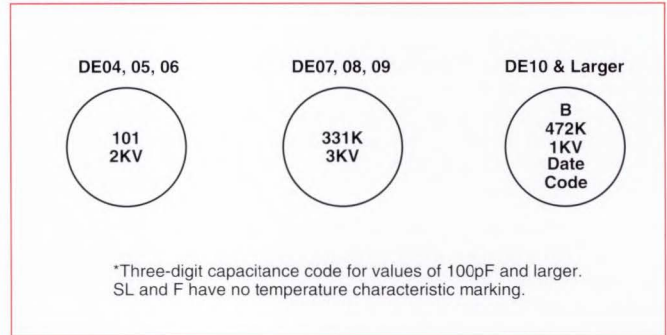 DE04, 05, 06
101
2KV
DE07, 08, 09
331K
3KV
DE10 & Larger
B
472K
1KV
Date
Code
*Three-digit capacitance code for values of 100pF and larger.
SL and F have no temperature characteristic marking.